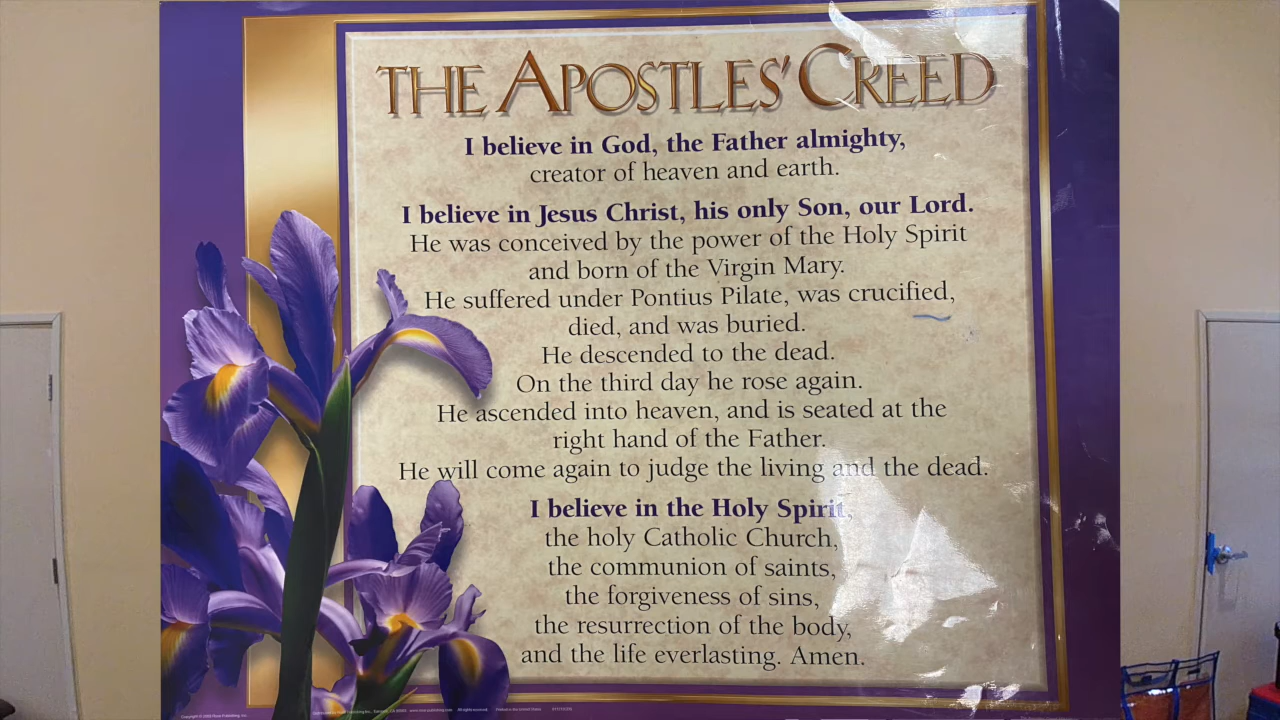 THE APOSTLES' CREED
I believe in God, the Father almighty,
creator of heaven and earth.
I believe in Jesus Christ, his only Son, our Lord.
He was conceived by the power of the Holy Spirit
and born of the Virgin Mary.
He suffered under Pontius Pilate, was crucified,
died, and was buried.
He descended to the dead.
On the third day he rose again.
He ascended into heaven, and is seated at the
right hand of the Father.
He will come again to judge the living and the dead.
I believe in the Holy Spirit,
the holy Catholic Church,
the communion of saints,
the forgiveness of sins,
the resurrection of the body,
and the life everlasting. Amen.